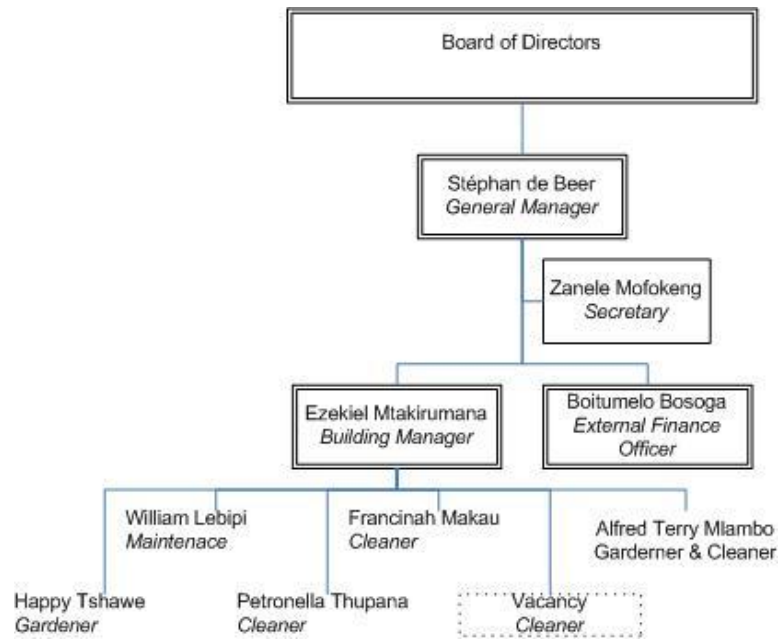 Board of Directors
Stéphan de Beer
General Manager
Zanele Mofokeng
Secretary
Ezekiel Mtakirumana
Building Manager
Boitumelo Bosoga
External Finance
Officer
William Lebipi
Maintenace
Francinah Makau
Cleaner
Alfred Terry Mlambo
Garderner & Cleaner
Happy Tshawe
Gardener
Petronella Thupana
Cleaner
Vacancy
Cleaner